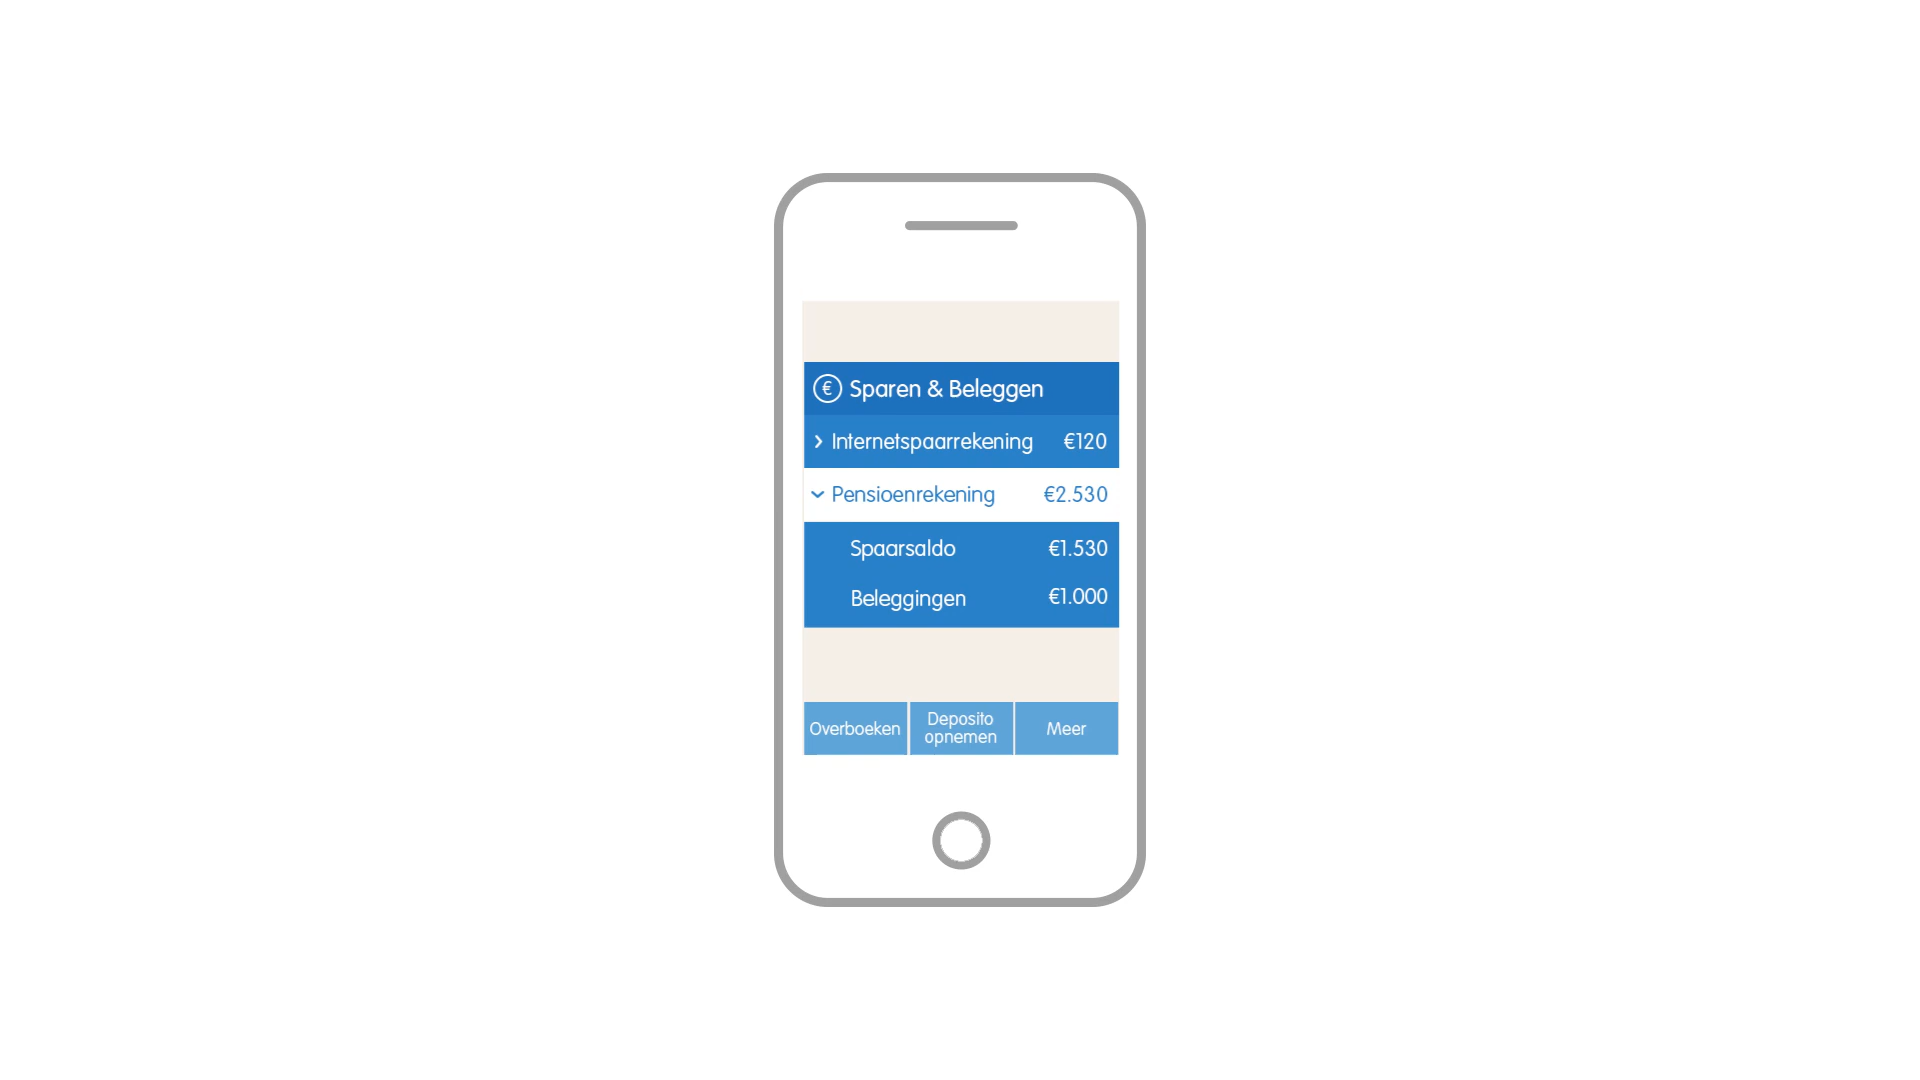 € Sparen & Beleggen
Internetspaarrekening €120
Pensioenrekening €2.530
Spaarsaldo €1.530
Beleggingen €1.000
Overboeken
Deposito
opnemen
Meer